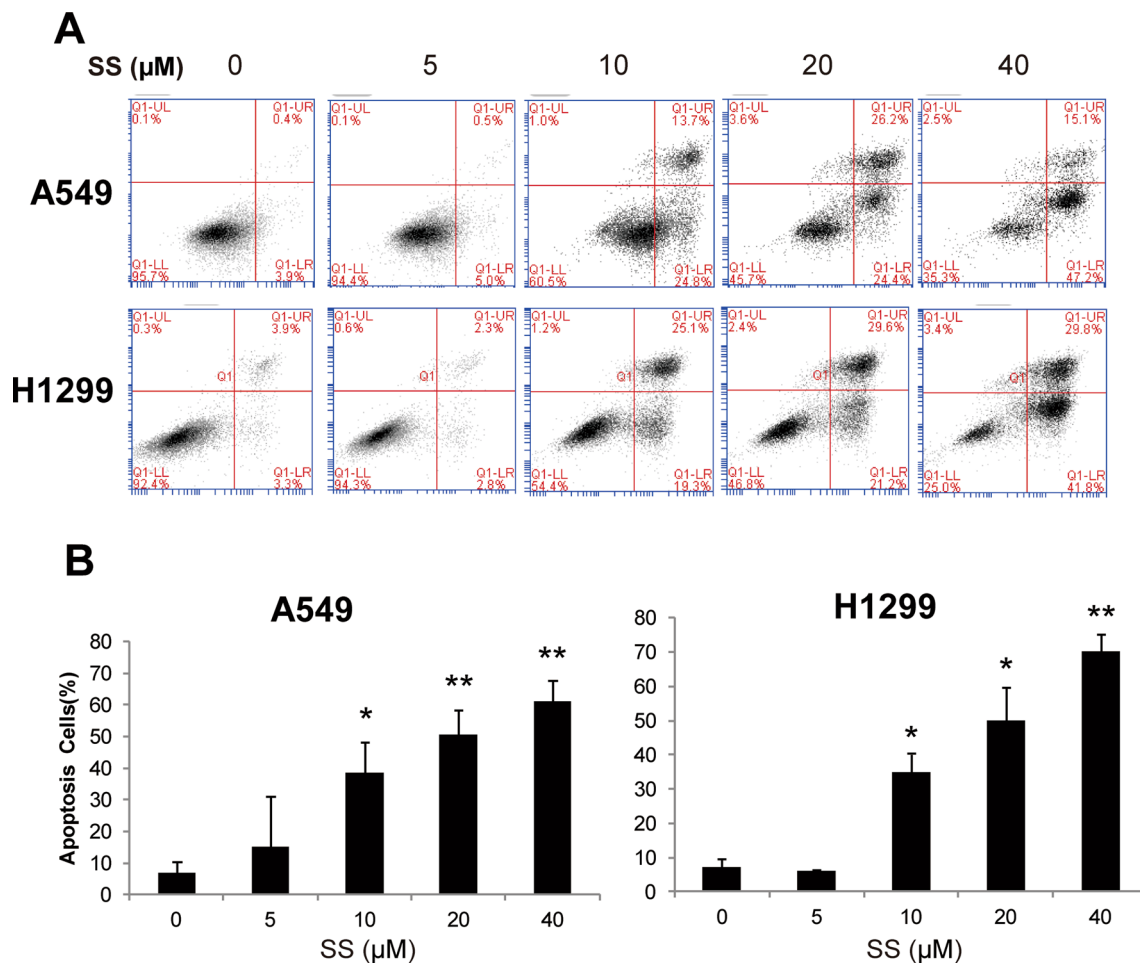 A
SS (µM) 0 5 10 20 40
A549
Q1-UL Q1-UR Q1-UL Q1-UR Q1-UL Q1-UR Q1-UL Q1-UR Q1-UL Q1-UR
0.1% 0.4% 0.1% 0.5% 1.0% 13.7% 3.6% 26.2% 2.5% 15.1%
Q1-LL Q1-LR Q1-LL Q1-LR Q1-LL Q1-LR Q1-LL Q1-LR Q1-LL Q1-LR
95.7% 3.9% 94.4% 5.0% 60.5% 24.8% 45.7% 24.4% 35.3% 47.2%
H1299
Q1-UL Q1-UR Q1-UL Q1-UR Q1-UL Q1-UR Q1-UL Q1-UR Q1-UL Q1-UR
0.3% 3.9% 0.6% 2.3% 1.2% 25.1% 2.4% 29.6% 3.4% 29.8%
Q1 Q1 Q1 Q1 Q1
Q1-LL Q1-LR Q1-LL Q1-LR Q1-LL Q1-LR Q1-LL Q1-LR Q1-LL Q1-LR
92.4% 3.3% 94.3% 2.8% 54.4% 19.3% 46.8% 21.2% 25.0% 41.8%
B
A549
Apoptosis Cells(%)
80
70
60
50
40
30
20
10
0
* ** **
0 5 10 20 40
SS (µM)
H1299
80
70
60
50
40
30
20
10
0
* * **
0 5 10 20 40
SS (µM)